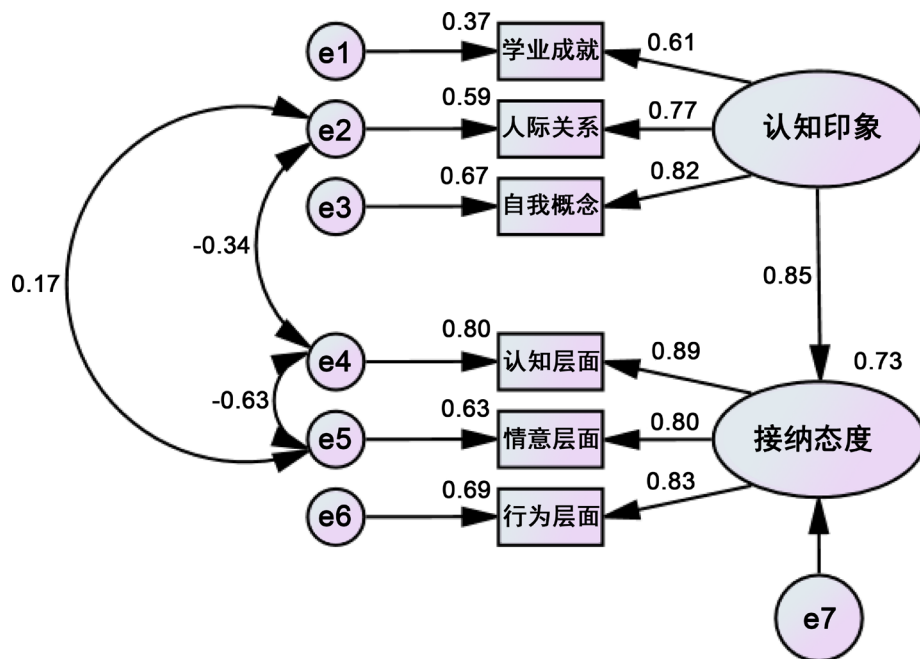 0.37
e1
学业成就
0.61
0.59
e2
人际关系
0.77
认知印象
0.67
e3
自我概念
0.82
-0.34
0.17
0.85
0.80
e4
认知层面
0.89
0.73
-0.63
0.63
e5
情意层面
0.80
接纳态度
0.69
e6
行为层面
0.83
e7